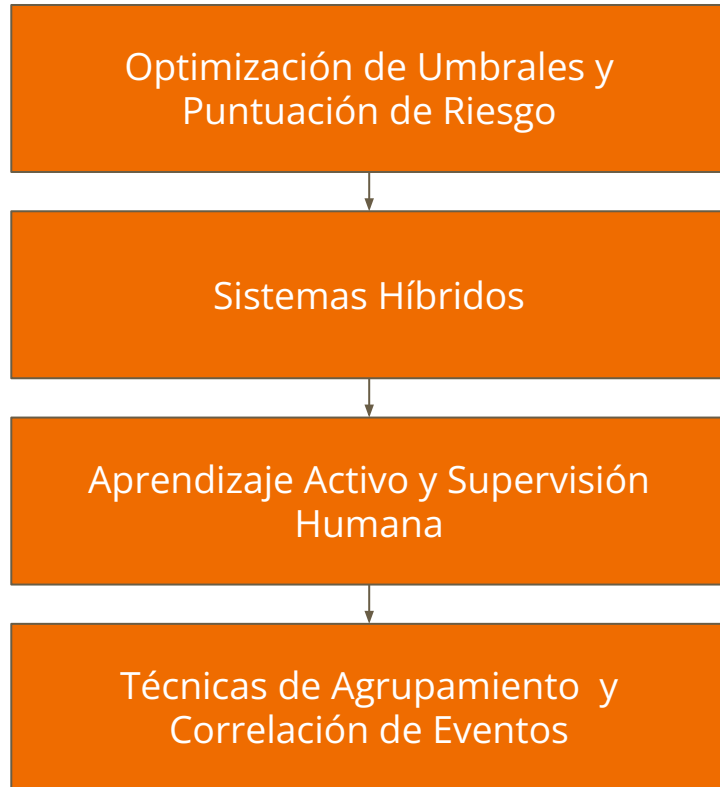 Optimización de Umbrales y
Puntuación de Riesgo
Sistemas Híbridos
Aprendizaje Activo y Supervisión
Humana
Técnicas de Agrupamiento  y
Correlación de Eventos